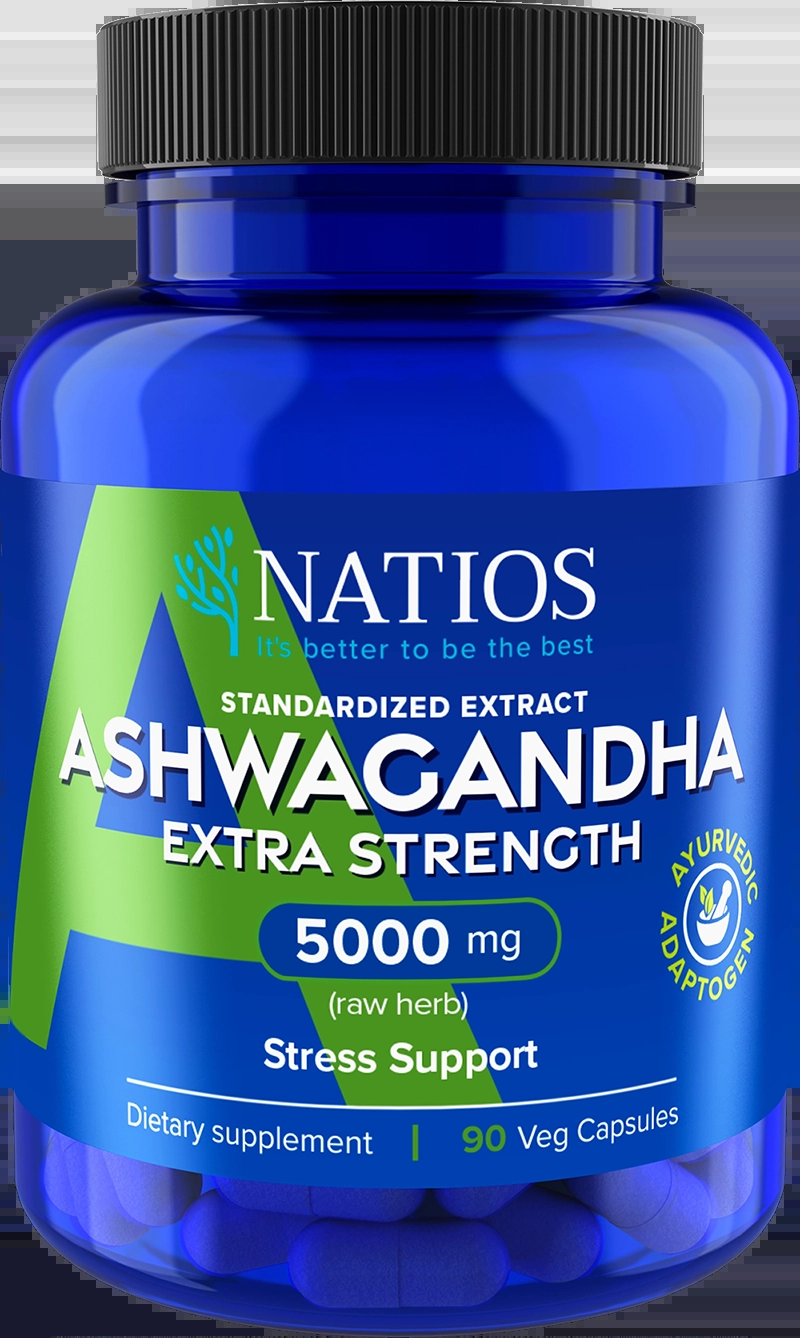 NATIOS
It's better to be the best
STANDARDIZED EXTRACT
ASHWAGANDHA
EXTRA STRENGTH
AYURVEDIC
ADAPTOGEN
5000 mg
(raw herb)
Stress Support
Dietary supplement | 90 Veg Capsules